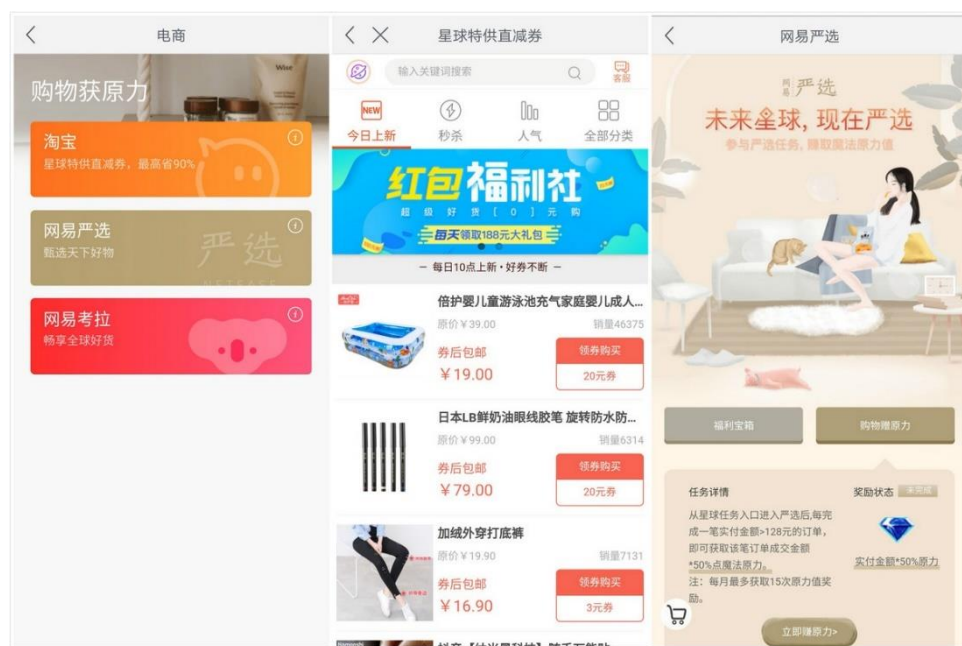 电商
购物获原力
淘宝
星球特供直减券，最高省90%
网易严选
甄选天下好物
严选
NETEASE
网易考拉
畅享全球好货
星球特供直减券
输入关键词搜索
客服
NEW
今日上新
秒杀
人气
全部分类
红包福利社
超级好货[0]元购
每天领取188元大礼包
- 每日10点上新·好券不断 -
倍护婴儿童游泳池充气家庭婴儿成人...
原价￥39.00
销量46375
券后包邮
￥19.00
领券购买
20元券
日本LB鲜奶油眼线胶笔 旋转防水防...
原价￥99.00
销量6314
券后包邮
￥79.00
领券购买
20元券
加绒外穿打底裤
原价￥19.90
销量7131
券后包邮
￥16.90
领券购买
3元券
网易严选
网易严选
未来星球，现在严选
参与严选任务，赚取魔法原力值
福利宝箱
购物赠原力
任务详情
奖励状态
未完成
从星球任务入口进入严选后,每完
成一笔实付金额>128元的订单，
即可获取该笔订单成交金额
*50%点魔法原力。
注：每月最多获取15次原力值奖
励。
实付金额*50%原力
立即赚原力>